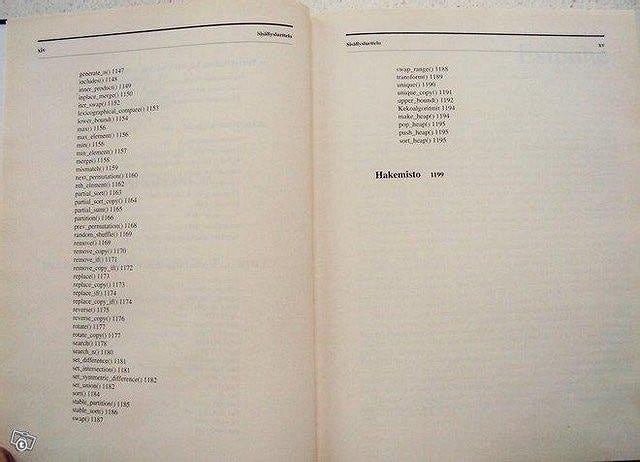 Sisällysluettelo
xiv
generate_n() 1147
includes() 1148
inner_product() 1149
inplace_merge() 1150
iter_swap() 1152
lexicographical_compare() 1153
lower_bound() 1154
max() 1156
max_element() 1156
min() 1156
min_element() 1157
merge() 1158
mismatch() 1159
next_permutation() 1160
nth_element() 1162
partial_sort() 1163
partial_sort_copy() 1164
partial_sum() 1165
partition() 1166
prev_permutation() 1168
random_shuffle() 1169
remove() 1169
remove_copy() 1170
remove_if() 1171
remove_copy_if() 1172
replace() 1173
replace_copy() 1173
replace_if() 1174
replace_copy_if() 1174
reverse() 1175
reverse_copy() 1176
rotate() 1177
rotate_copy() 1177
search() 1178
search_n() 1180
set_difference() 1181
set_intersection() 1181
set_symmetric_difference() 1182
set_union() 1182
sort() 1184
stable_partition() 1185
stable_sort() 1186
swap() 1187
Sisällysluettelo
xv
swap_range() 1188
transform() 1189
unique() 1190
unique_copy() 1191
upper_bound() 1192
Kekoalgoritmit 1194
make_heap() 1194
pop_heap() 1195
push_heap() 1195
sort_heap() 1195
Hakemisto 1199